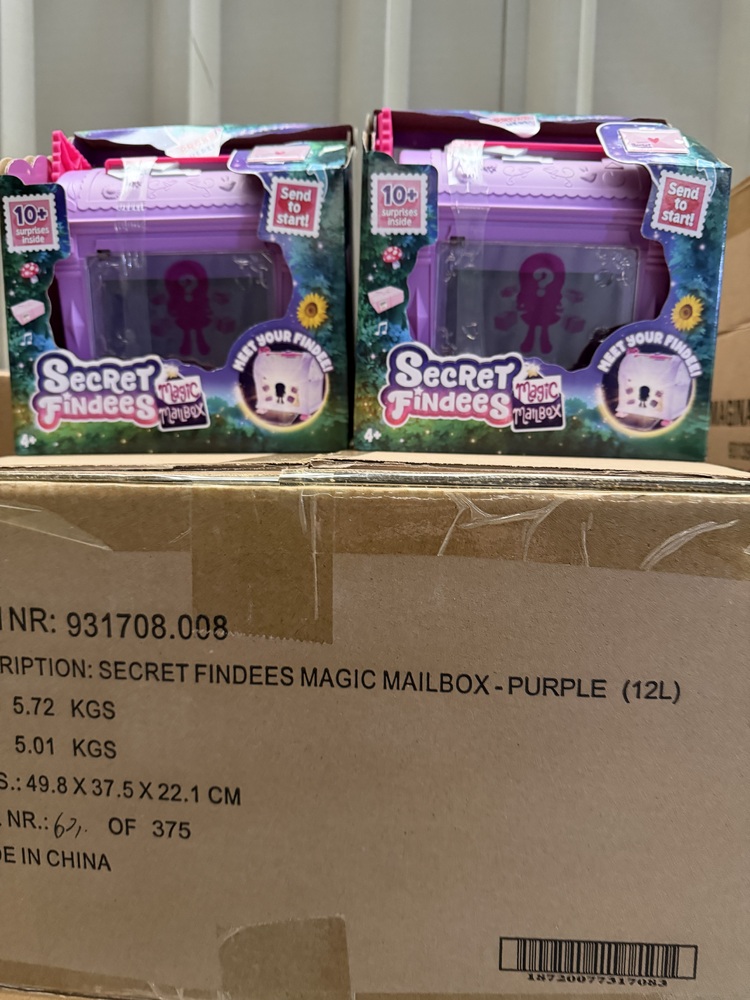 10+
surprises
inside
Send
to
start!
MEET YOUR FINDEE!
SECRET
FINDEES
MAGIC
MAILBOX
4+
10+
surprises
inside
Send
to
start!
MEET YOUR FINDEE!
SECRET
FINDEES
MAGIC
MAILBOX
4+
MAGINA
NR: 931708.008
RIPTION: SECRET FINDEES MAGIC MAILBOX - PURPLE (12L)
5.72 KGS
5.01 KGS
S.: 49.8 X 37.5 X 22.1 CM
NR.: OF 375
DE IN CHINA
18720077317083